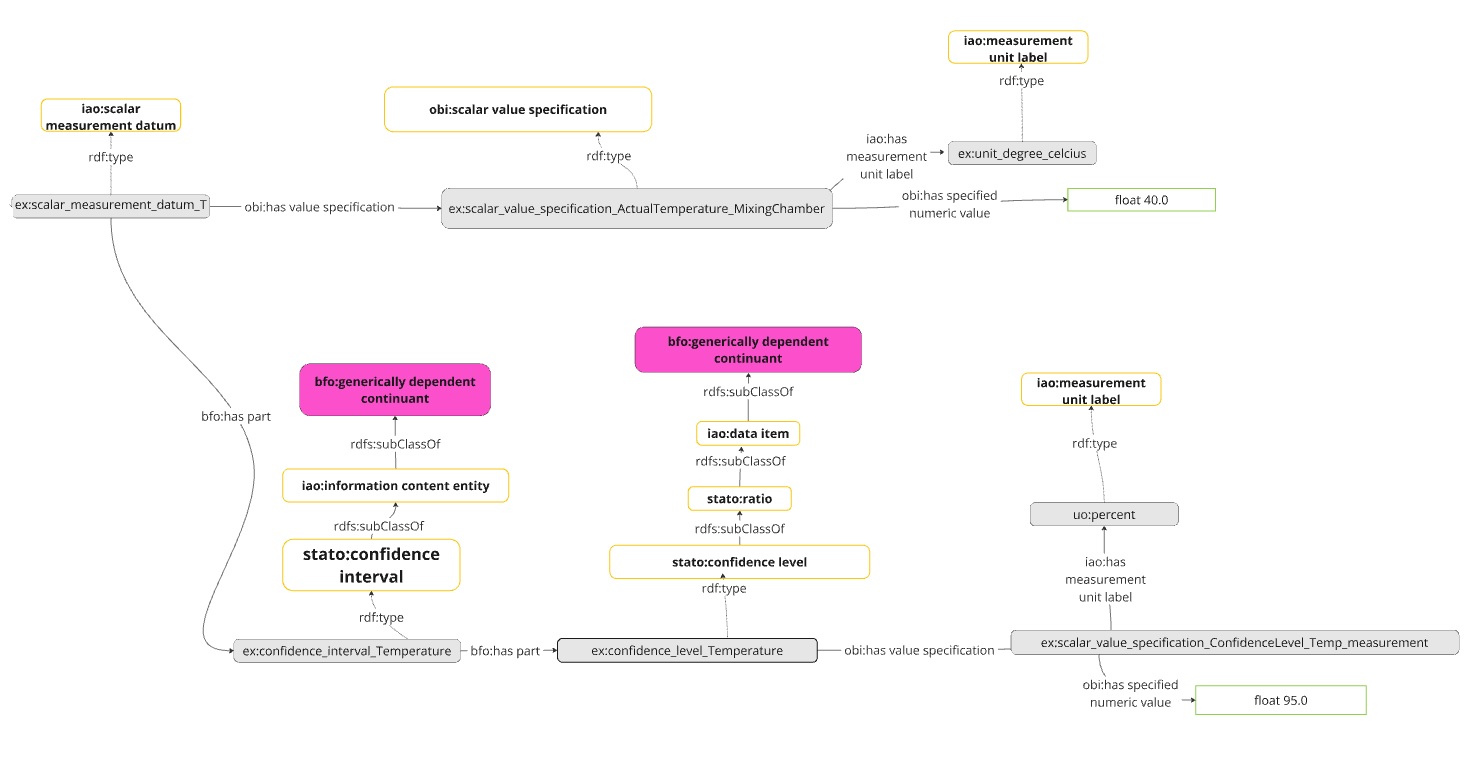 iao:measurement
unit label
rdf:type
iao:scalar
measurement datum
rdf:type
obi:scalar value specification
rdf:type
iao:has
measurement
unit label
ex:unit_degree_celcius
ex:scalar_measurement_datum_T
obi:has value specification
ex:scalar_value_specification_ActualTemperature_MixingChamber
obi:has specified
numeric value
float 40.0
bfo:has part
bfo:generically dependent
continuant
rdfs:subClassOf
iao:information content entity
rdfs:subClassOf
stato:confidence
interval
rdf:type
ex:confidence_interval_Temperature
bfo:has part
bfo:generically dependent
continuant
rdfs:subClassOf
iao:data item
rdfs:subClassOf
stato:ratio
rdfs:subClassOf
stato:confidence level
rdf:type
ex:confidence_level_Temperature
obi:has value specification
iao:measurement
unit label
rdf:type
uo:percent
iao:has
measurement
unit label
ex:scalar_value_specification_ConfidenceLevel_Temp_measurement
obi:has specified
numeric value
float 95.0